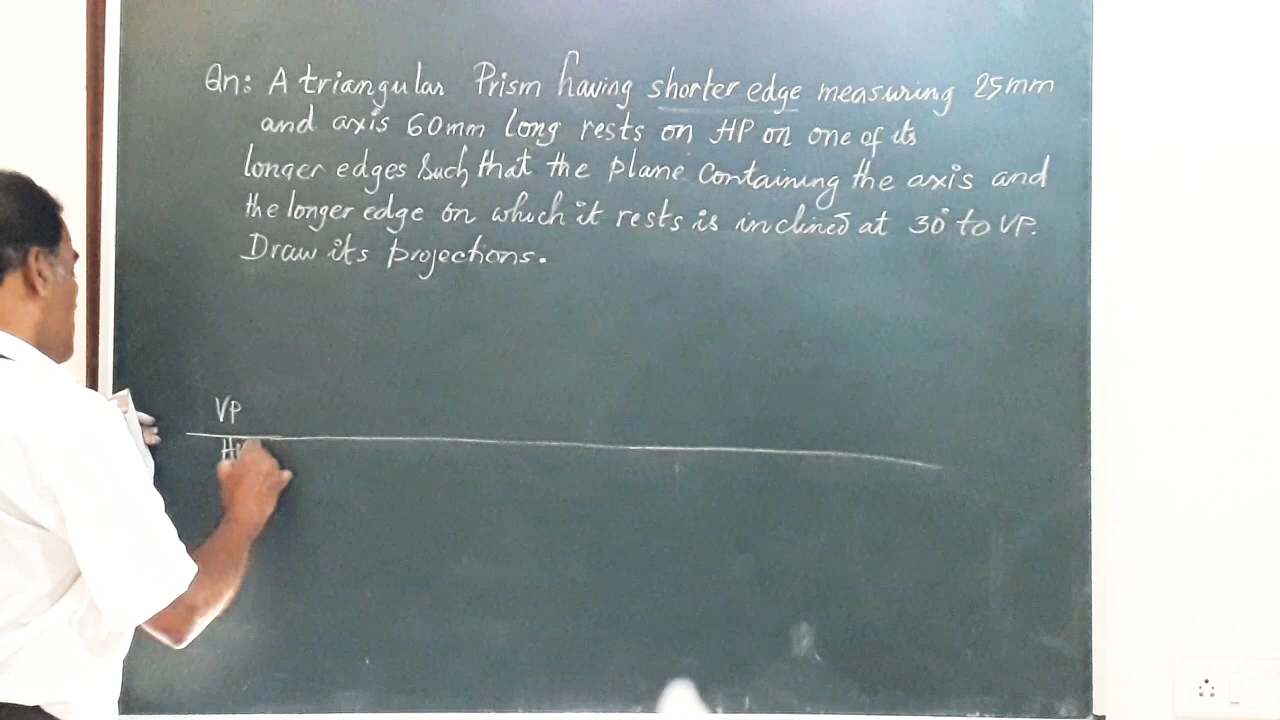 Qn: A triangular Prism having shorter edge measuring 25mm
and axis 60mm long rests on HP on one of its
longer edges such that the plane containing the axis and
the longer edge on which it rests is inclined at 30° to VP.
Draw its projections.
VP